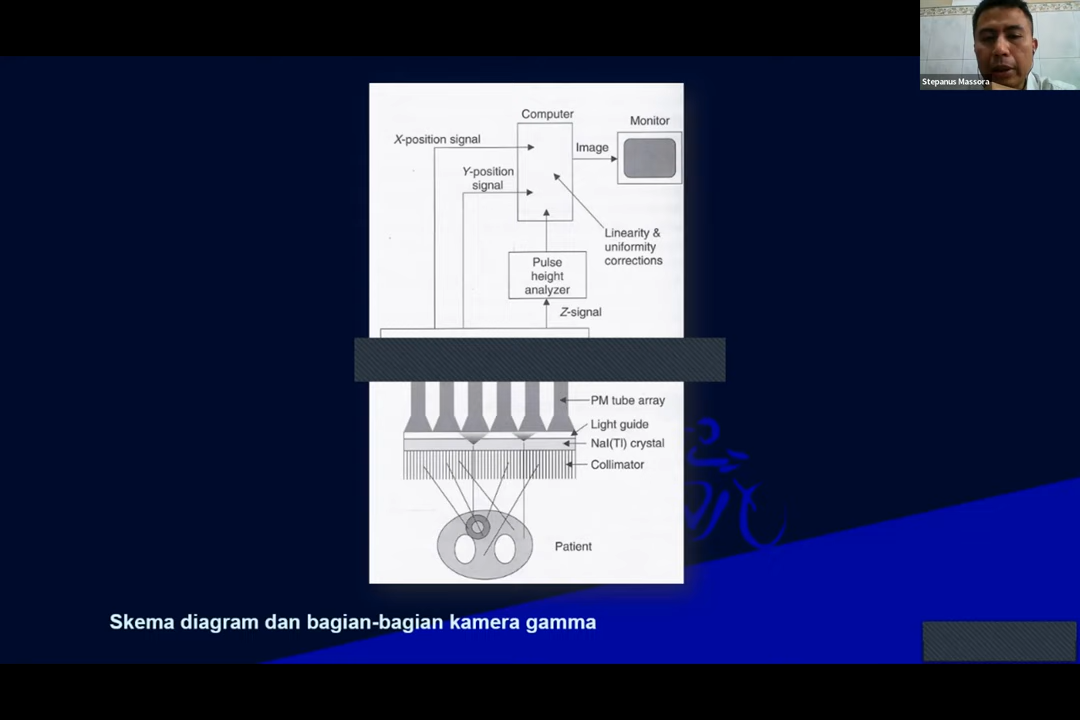 Stepanus Massora
Computer
Monitor
X-position signal
Image
Y-position
signal
Linearity &
uniformity
corrections
Pulse
height
analyzer
Z-signal
PM tube array
Light guide
NaI(Tl) crystal
Collimator
Patient
Skema diagram dan bagian-bagian kamera gamma